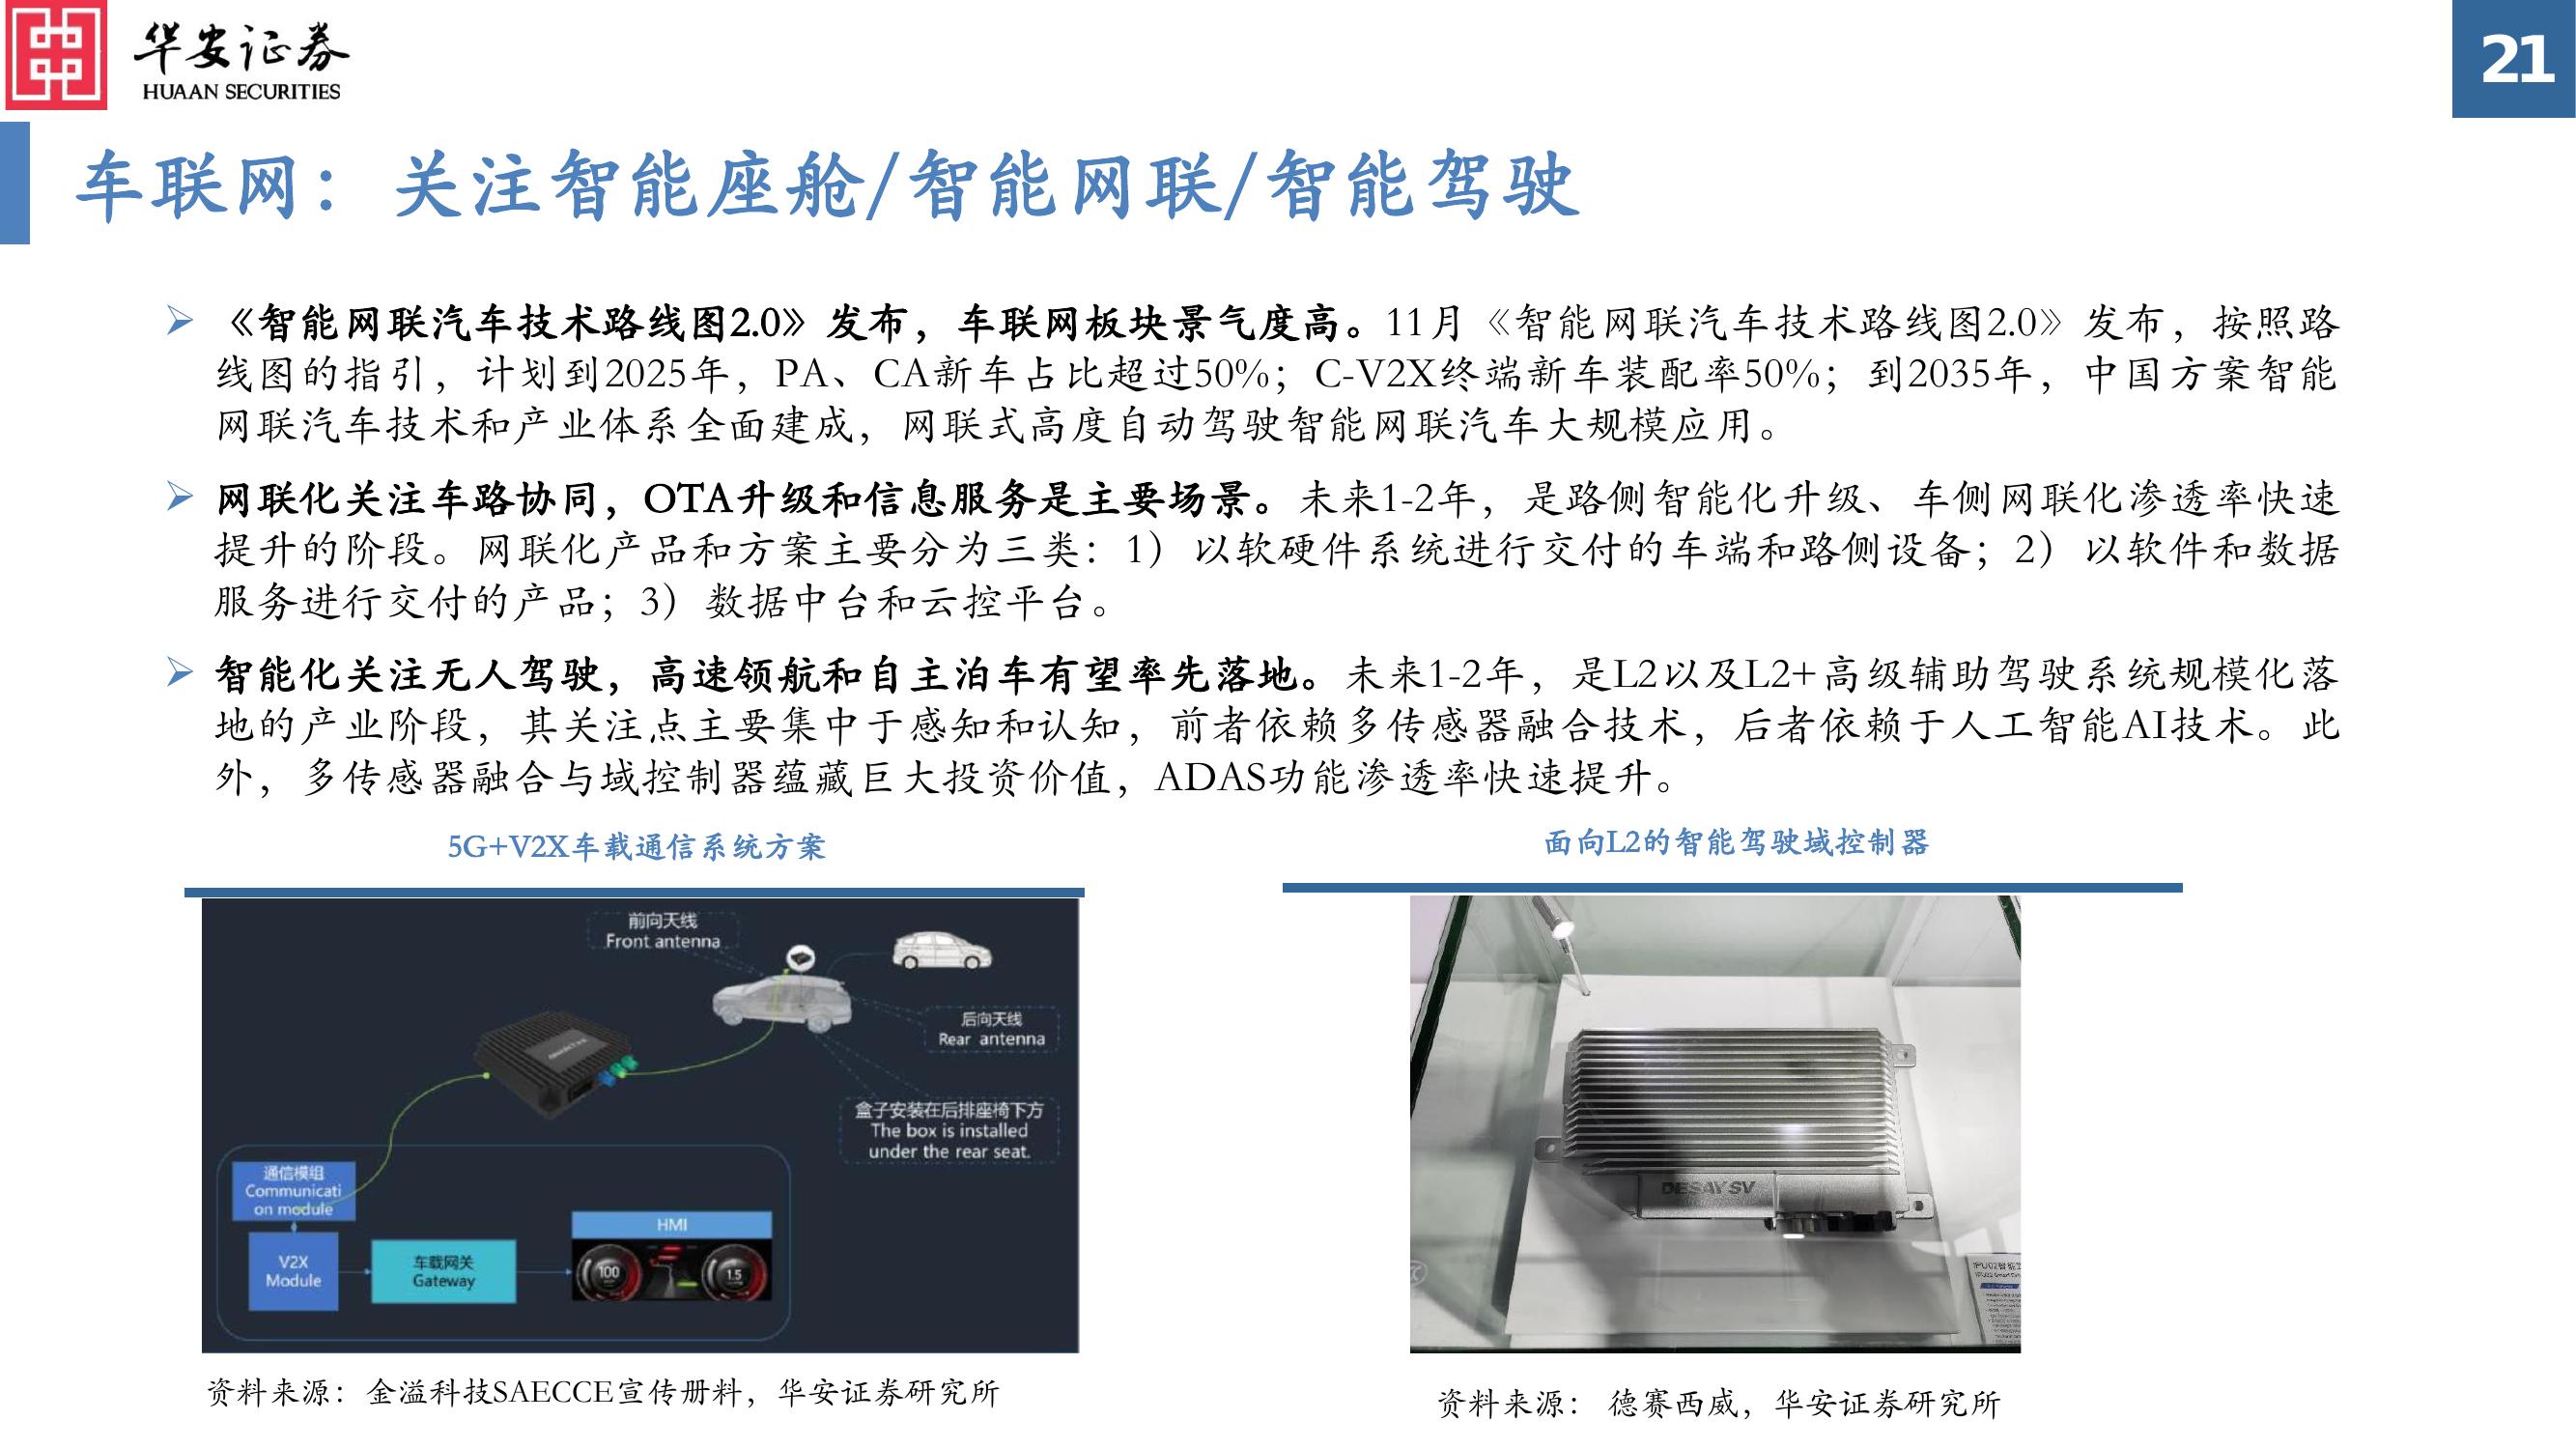 华安证券
HUAAN SECURITIES
21
车联网：关注智能座舱/智能网联/智能驾驶
《智能网联汽车技术路线图2.0》发布，车联网板块景气度高。11月《智能网联汽车技术路线图2.0》发布，按照路
线图的指引，计划到2025年，PA、CA新车占比超过50%；C-V2X终端新车装配率50%；到2035年，中国方案智能
网联汽车技术和产业体系全面建成，网联式高度自动驾驶智能网联汽车大规模应用。
网联化关注车路协同，OTA升级和信息服务是主要场景。未来1-2年，是路侧智能化升级、车侧网联化渗透率快速
提升的阶段。网联化产品和方案主要分为三类：1）以软硬件系统进行交付的车端和路侧设备；2）以软件和数据
服务进行交付的产品；3）数据中台和云控平台。
智能化关注无人驾驶，高速领航和自主泊车有望率先落地。未来1-2年，是L2以及L2+高级辅助驾驶系统规模化落
地的产业阶段，其关注点主要集中于感知和认知，前者依赖多传感器融合技术，后者依赖于人工智能AI技术。此
外，多传感器融合与域控制器蕴藏巨大投资价值，ADAS功能渗透率快速提升。
5G+V2X车载通信系统方案
前向天线
Front antenna
后向天线
Rear antenna
盒子安装在后排座椅下方
The box is installed
under the rear seat.
通信模组
Communicati
on module
V2X
Module
车载网关
Gateway
HMI
100
1.5
资料来源：金溢科技SAECCE宣传册料，华安证券研究所
面向L2的智能驾驶域控制器
DESAY SV
资料来源：德赛西威，华安证券研究所